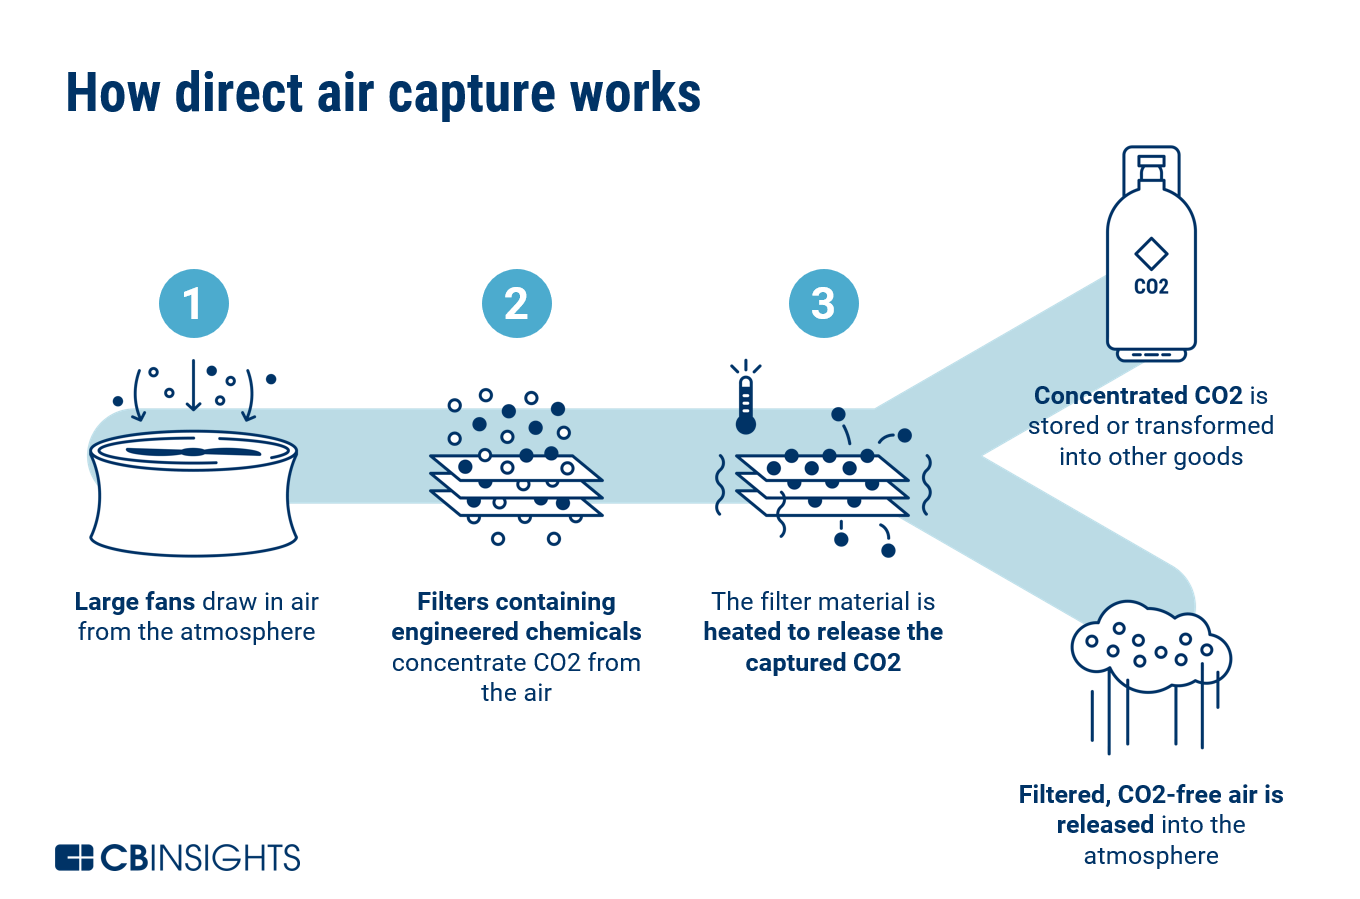 How direct air capture works
1
2
3
CO2
Large fans draw in air
from the atmosphere
Filters containing
engineered chemicals
concentrate CO2 from
the air
The filter material is
heated to release the
captured CO2
Concentrated CO2 is
stored or transformed
into other goods
Filtered, CO2-free air is
released into the
atmosphere
CBINSIGHTS